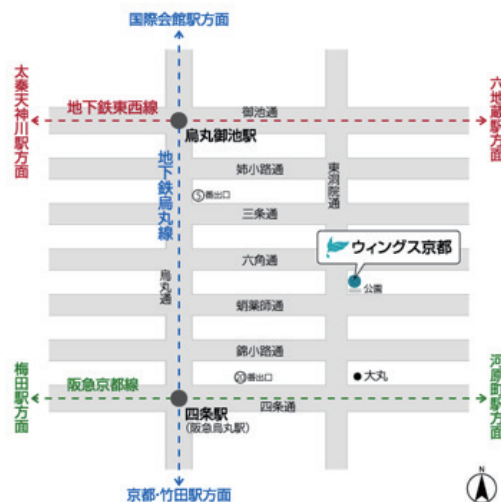 国際会館駅方面
太秦天神川駅方面
地下鉄東西線
御池通
六地蔵駅方面
烏丸御池駅
地下鉄烏丸線
姉小路通
東洞院通
⑤番出口
三条通
ウィングス京都
六角通
烏丸通
公園
蛸薬師通
錦小路通
梅田駅方面
阪急京都線
⑳番出口
大丸
河原町駅方面
四条通
四条駅
(阪急烏丸駅)
京都・竹田駅方面
N